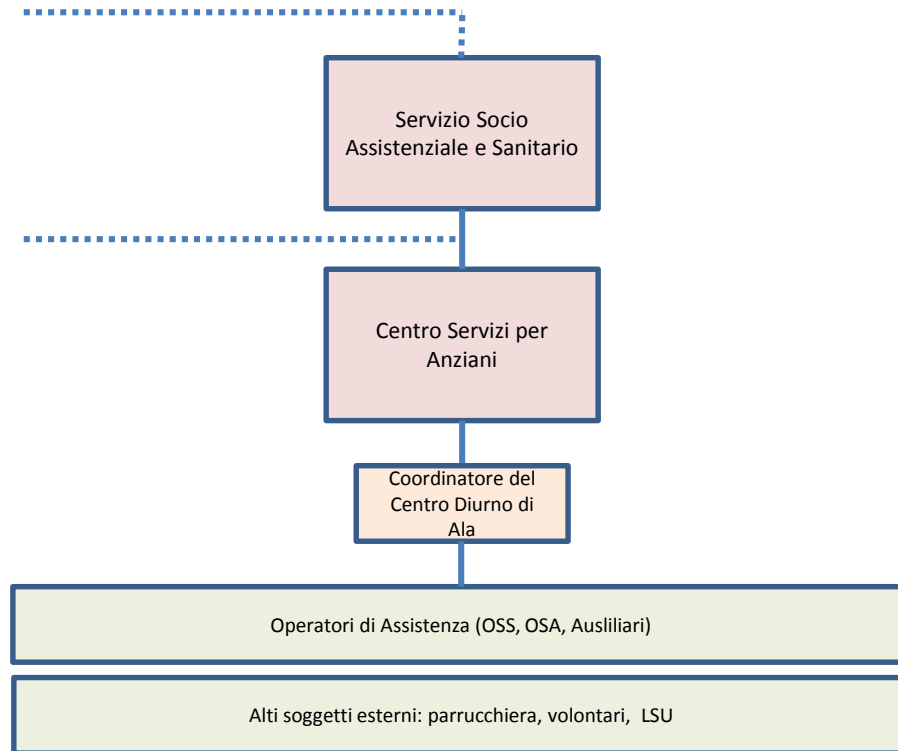 Servizio Socio
Assistenziale e Sanitario
Centro Servizi per
Anziani
Coordinatore del
Centro Diurno di
Ala
Operatori di Assistenza (OSS, OSA, Ausliliari)
Alti soggetti esterni: parrucchiera, volontari, LSU